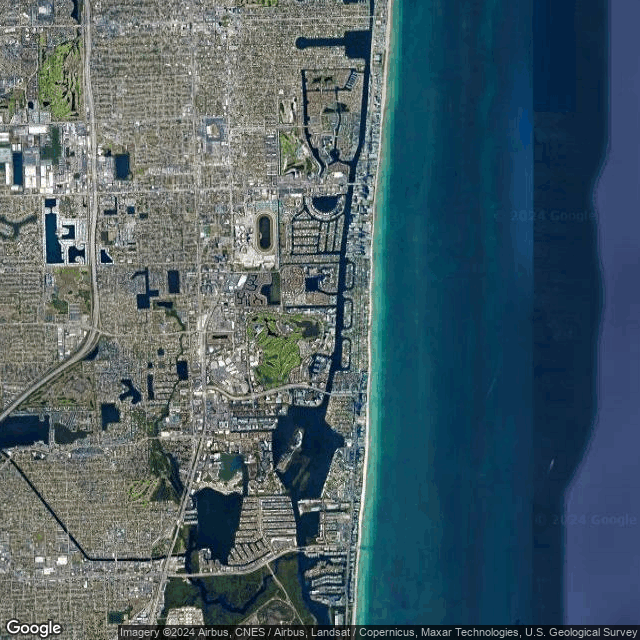 © 2024 Google
© 2024 Google
Google
Imagery ©2024 Airbus, CNES / Airbus, Landsat / Copernicus, Maxar Technologies, U.S. Geological Survey